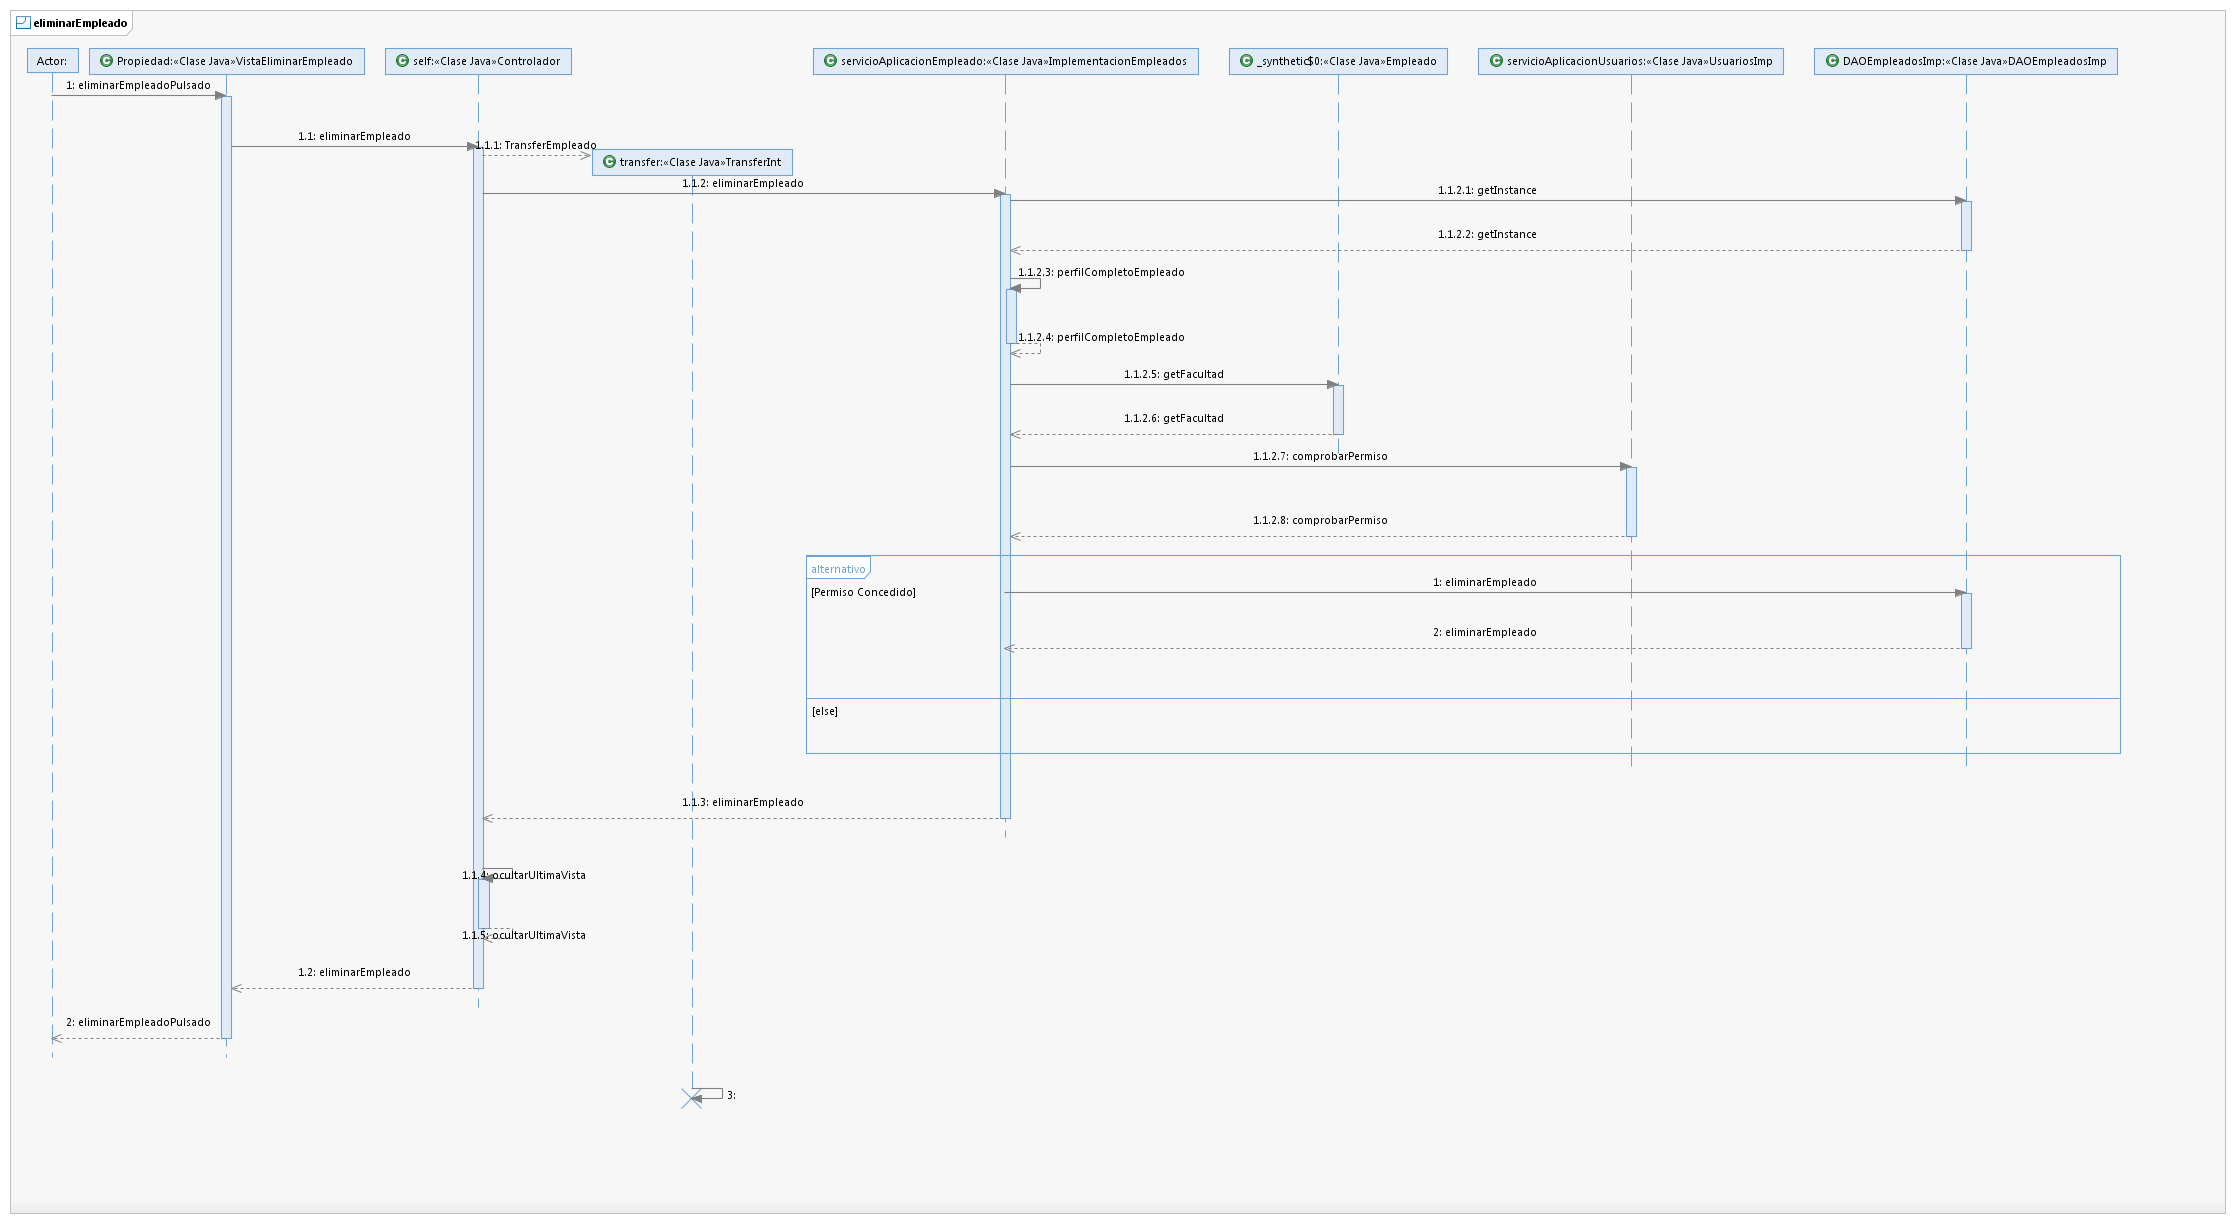 eliminarEmpleado
Actor:
Propiedad:«Clase Java»VistaEliminarEmpleado
self:«Clase Java»Controlador
servicioAplicacionEmpleado:«Clase Java»ImplementacionEmpleados
_synthetic$0:«Clase Java»Empleado
servicioAplicacionUsuarios:«Clase Java»UsuariosImp
DAOEmpleadosImp:«Clase Java»DAOEmpleadosImp
1: eliminarEmpleadoPulsado
1.1: eliminarEmpleado
1.1.1: TransferEmpleado
transfer:«Clase Java»TransferInt
1.1.2: eliminarEmpleado
1.1.2.1: getInstance
1.1.2.2: getInstance
1.1.2.3: perfilCompletoEmpleado
1.1.2.4: perfilCompletoEmpleado
1.1.2.5: getFacultad
1.1.2.6: getFacultad
1.1.2.7: comprobarPermiso
1.1.2.8: comprobarPermiso
alternativo
1: eliminarEmpleado
[Permiso Concedido]
2: eliminarEmpleado
[else]
1.1.3: eliminarEmpleado
1.1.4: ocultarUltimaVista
1.1.5: ocultarUltimaVista
1.2: eliminarEmpleado
2: eliminarEmpleadoPulsado
3: